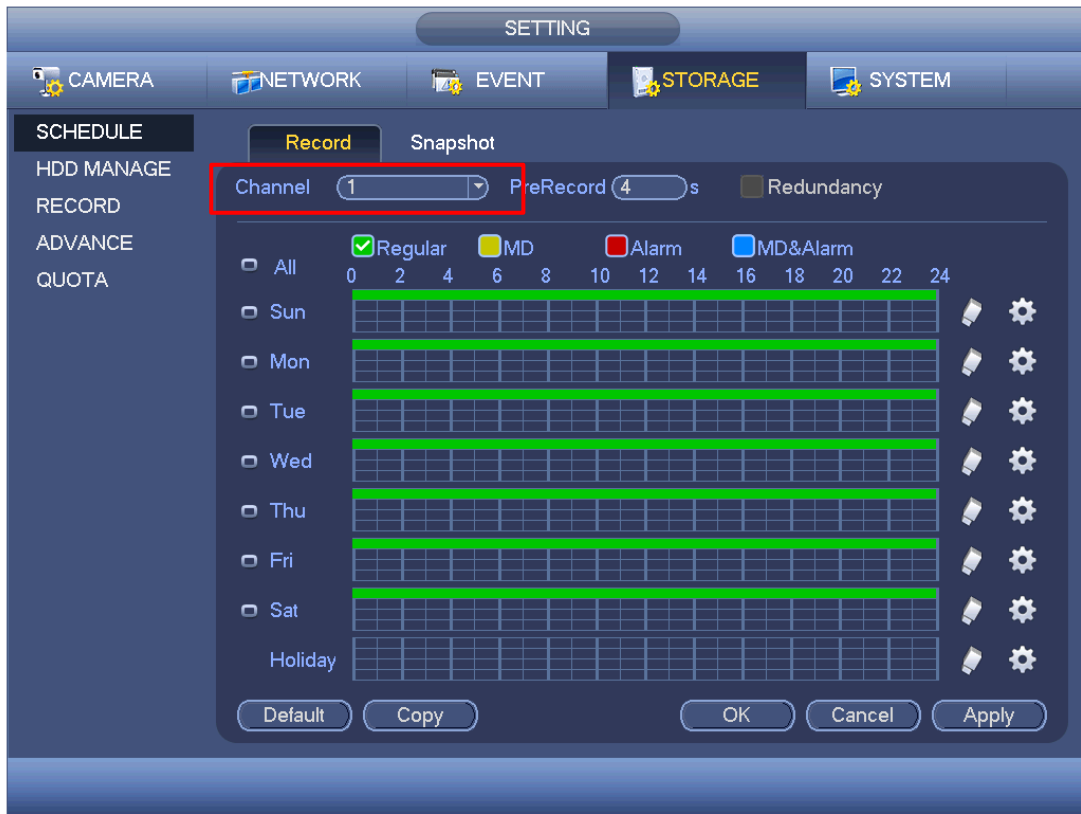 SETTING
CAMERA NETWORK EVENT STORAGE SYSTEM
SCHEDULE
HDD MANAGE
RECORD
ADVANCE
QUOTA
Record Snapshot
Channel 1 PreRecord 4 s Redundancy
All Regular MD Alarm MD&Alarm
0 2 4 6 8 10 12 14 16 18 20 22 24
Sun
Mon
Tue
Wed
Thu
Fri
Sat
Holiday
Default Copy OK Cancel Apply